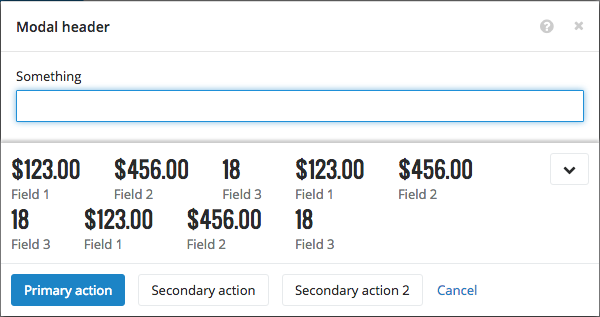 Modal header
Something
$123.00 $456.00 18 $123.00 $456.00
Field 1 Field 2 Field 3 Field 1 Field 2
18 $123.00 $456.00 18
Field 3 Field 1 Field 2 Field 3
Primary action Secondary action Secondary action 2 Cancel